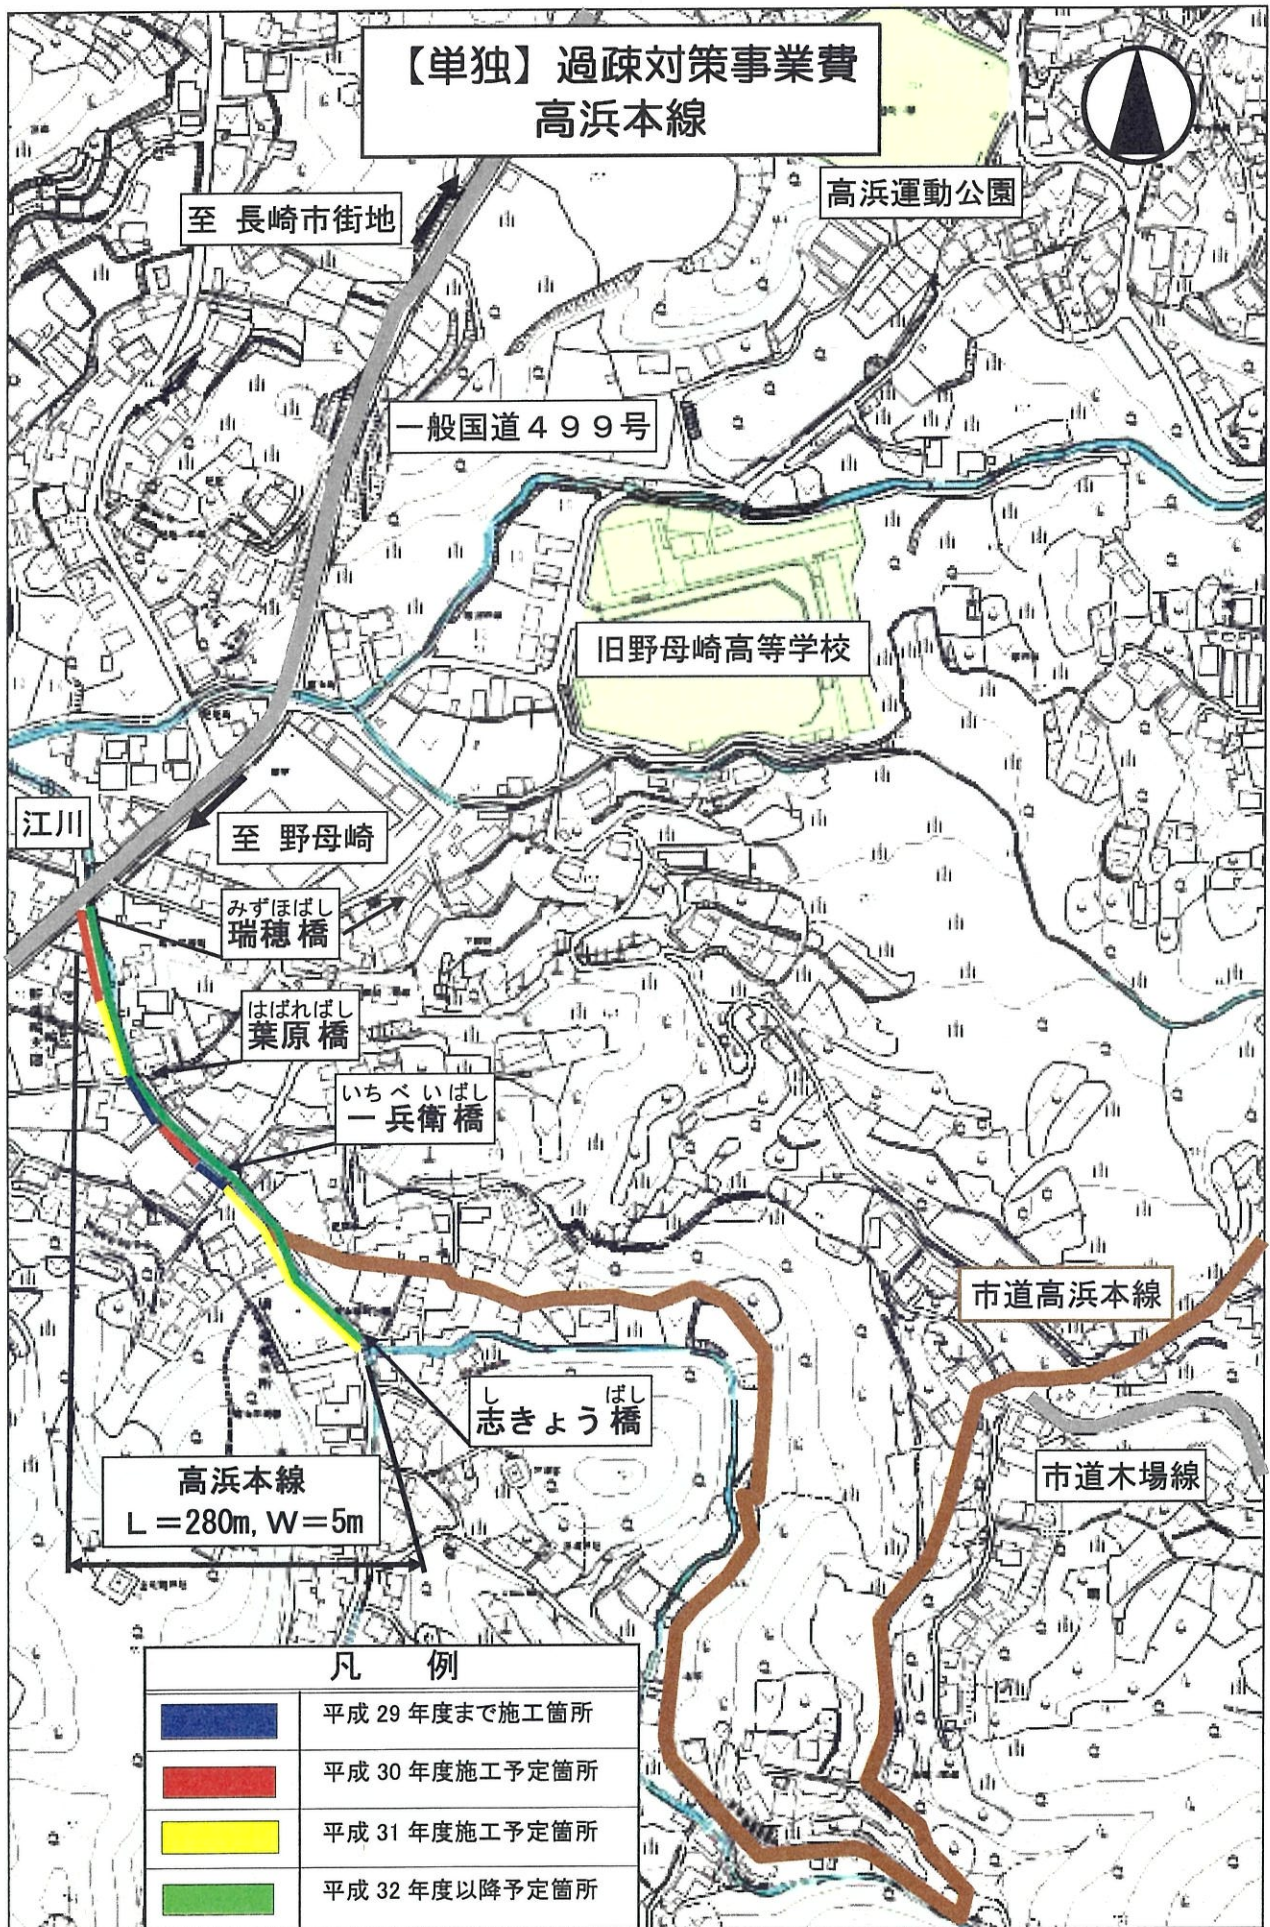 【単独】過疎対策事業費
高浜本線
至 長崎市街地
高浜運動公園
一般国道４９９号
旧野母崎高等学校
江川
至 野母崎
みずほばし
瑞穂橋
はばればし
葉原橋
いちべいばし
一兵衛橋
市道高浜本線
し ばし
志きょう橋
市道木場線
高浜本線
Ｌ＝280m, Ｗ＝5m
凡 例
平成 29 年度まで施工箇所
平成 30 年度施工予定箇所
平成 31 年度施工予定箇所
平成 32 年度以降予定箇所